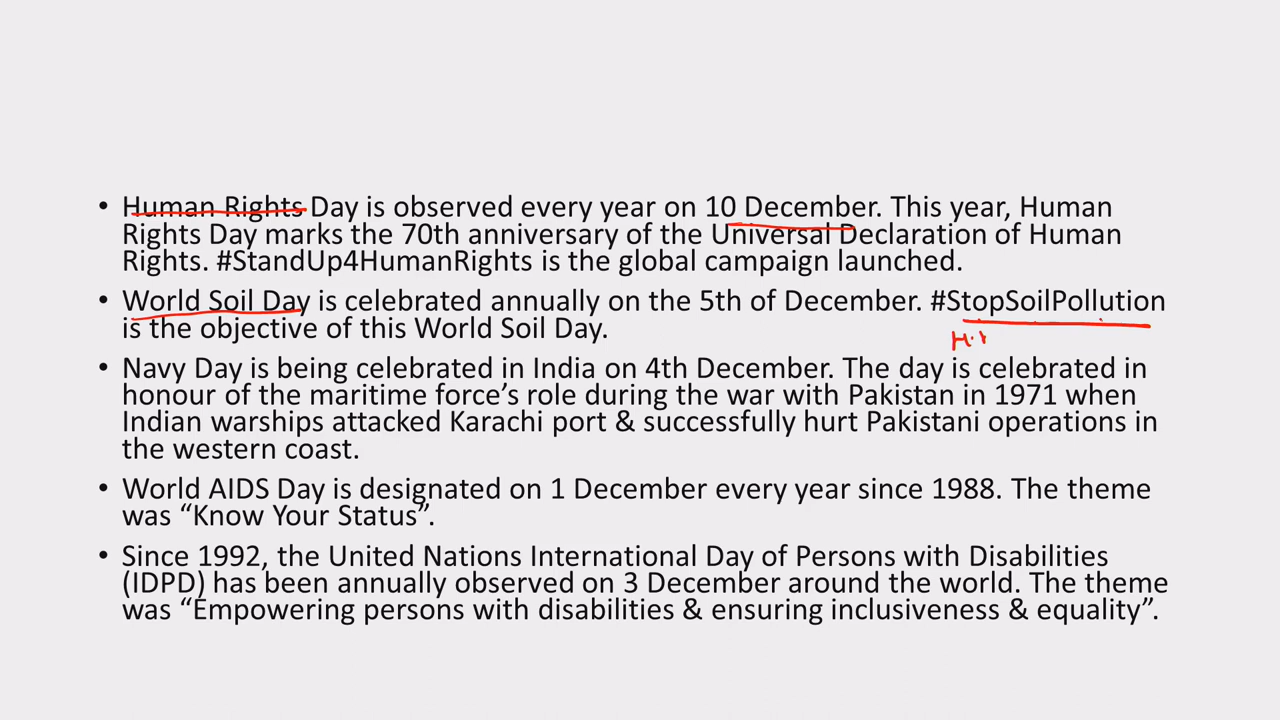 • Human Rights Day is observed every year on 10 December. This year, Human
Rights Day marks the 70th anniversary of the Universal Declaration of Human
Rights. #StandUp4HumanRights is the global campaign launched.
• World Soil Day is celebrated annually on the 5th of December. #StopSoilPollution
is the objective of this World Soil Day.
• Navy Day is being celebrated in India on 4th December. The day is celebrated in
honour of the maritime force’s role during the war with Pakistan in 1971 when
Indian warships attacked Karachi port & successfully hurt Pakistani operations in
the western coast.
• World AIDS Day is designated on 1 December every year since 1988. The theme
was “Know Your Status”.
• Since 1992, the United Nations International Day of Persons with Disabilities
(IDPD) has been annually observed on 3 December around the world. The theme
was “Empowering persons with disabilities & ensuring inclusiveness & equality”.